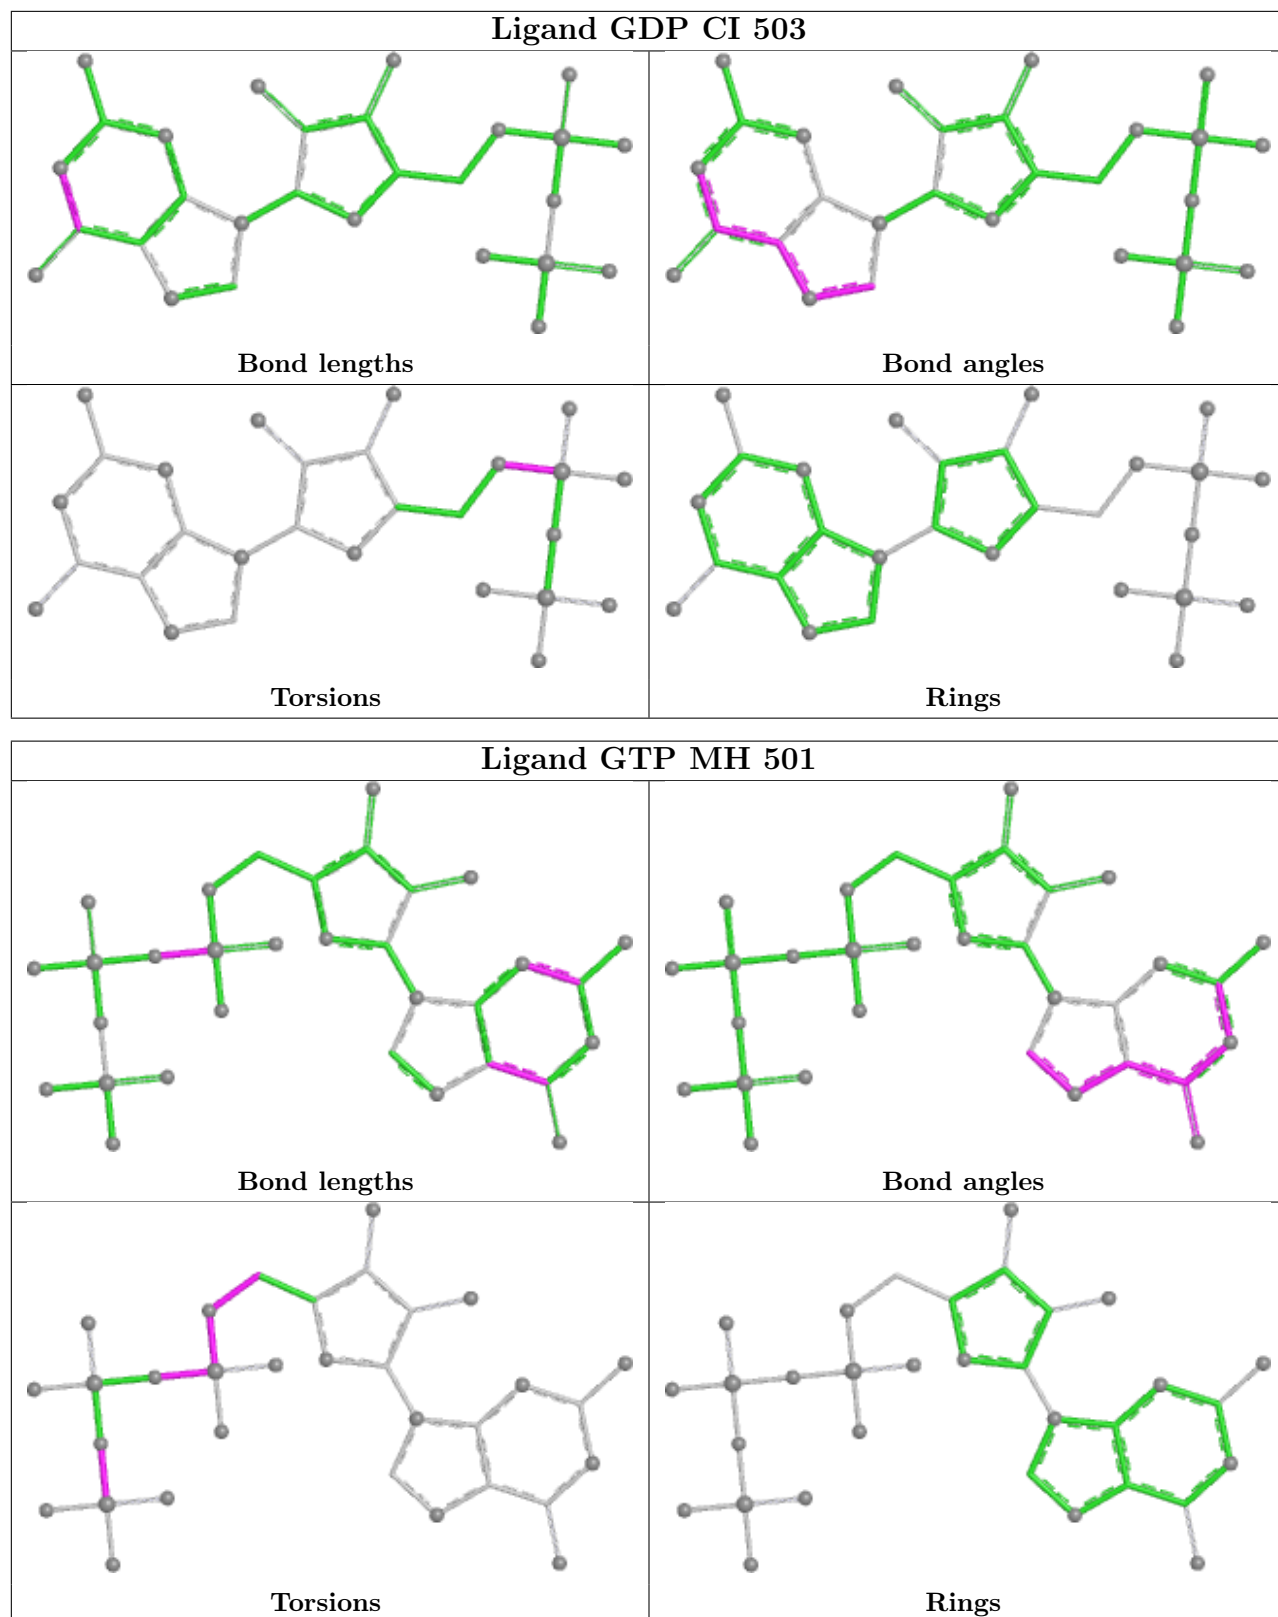 Ligand GDP CI 503
Bond lengths
Bond angles
Torsions
Rings
Ligand GTP MH 501
Bond lengths
Bond angles
Torsions
Rings